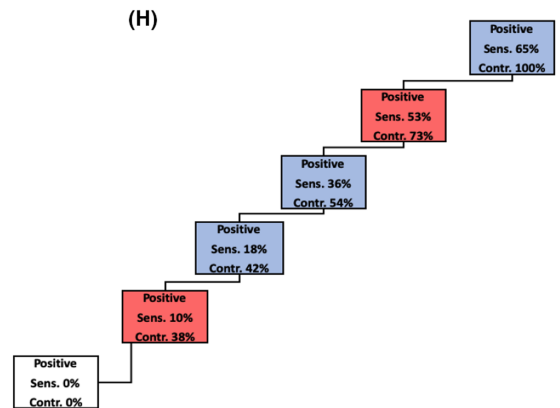 (H)
Positive
Sens. 65%
Contr. 100%
Positive
Sens. 53%
Contr. 73%
Positive
Sens. 36%
Contr. 54%
Positive
Sens. 18%
Contr. 42%
Positive
Sens. 10%
Contr. 38%
Positive
Sens. 0%
Contr. 0%